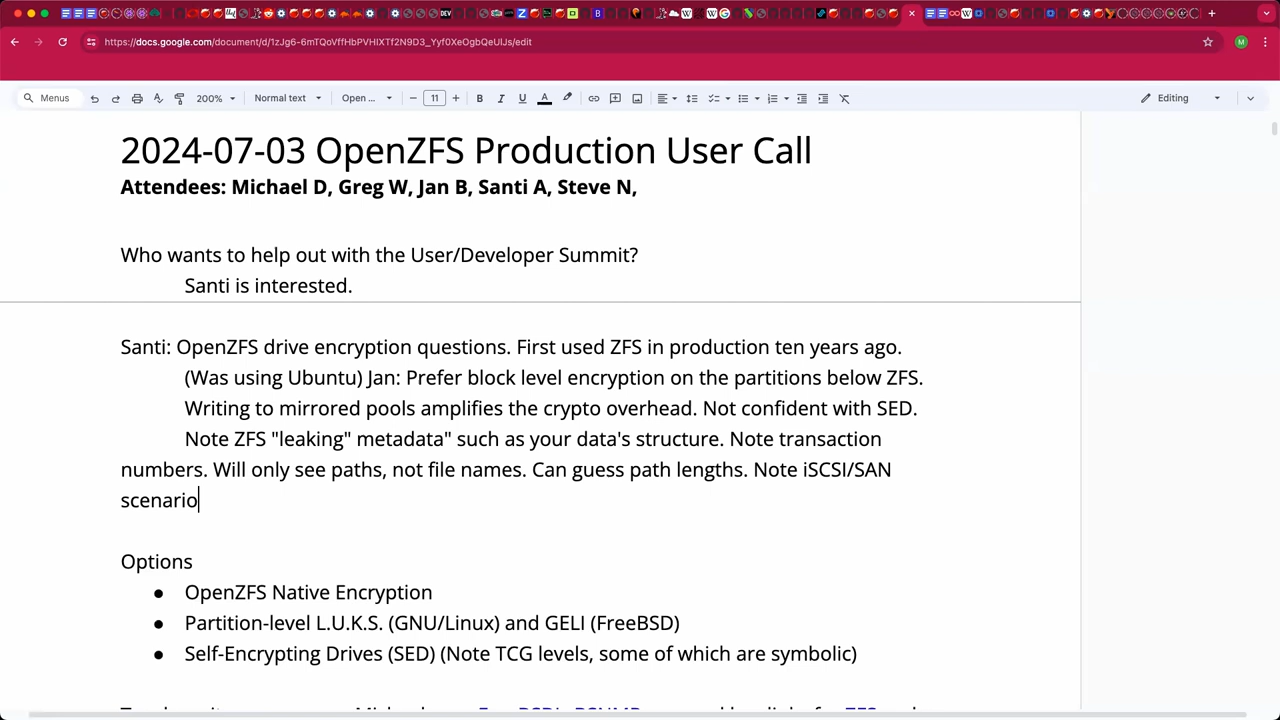 https://docs.google.com/document/d/1zJg6-6mTQoVffHbPVHIXTf2N9D3_Yyf0XeOgbQeUIJs/edit
M
Menus
200%
Normal text
Open ...
11
B
I
U
A
Editing
2024-07-03 OpenZFS Production User Call
Attendees: Michael D, Greg W, Jan B, Santi A, Steve N,
Who wants to help out with the User/Developer Summit?
Santi is interested.
Santi: OpenZFS drive encryption questions. First used ZFS in production ten years ago.
(Was using Ubuntu) Jan: Prefer block level encryption on the partitions below ZFS.
Writing to mirrored pools amplifies the crypto overhead. Not confident with SED.
Note ZFS "leaking" metadata" such as your data's structure. Note transaction
numbers. Will only see paths, not file names. Can guess path lengths. Note iSCSI/SAN
scenario
Options
● OpenZFS Native Encryption
● Partition-level L.U.K.S. (GNU/Linux) and GELI (FreeBSD)
● Self-Encrypting Drives (SED) (Note TCG levels, some of which are symbolic)